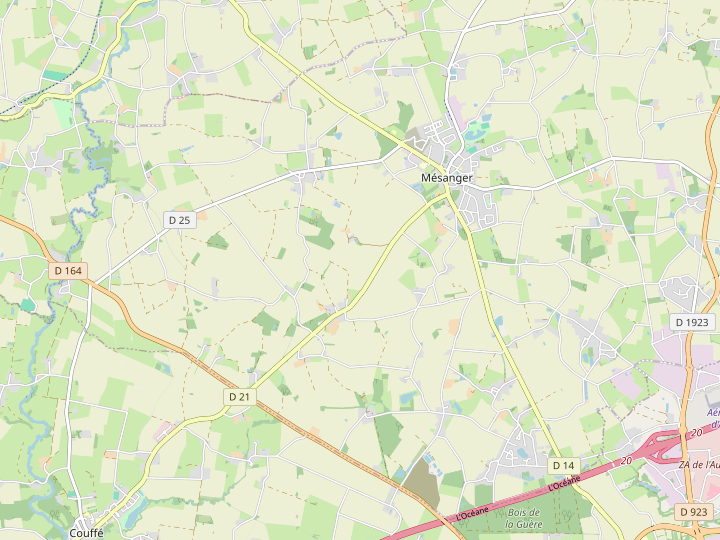 Mésanger
D 25
D 164
D 1923
D 21
Aér
d'A
20
20
D 14
ZA de l'Au
L'Océane
L'Océane
Bois de
la Guère
D 923
Couffé